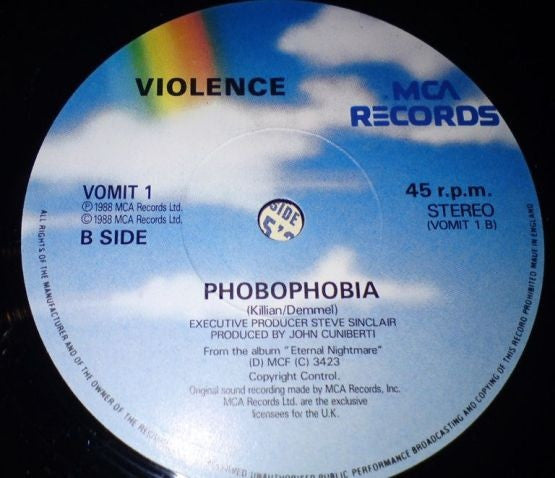 VIOLENCE
MCA
RECORDS
VOMIT 1
Ⓟ 1988 MCA Records Ltd.
© 1988 MCA Records Ltd.
B SIDE
SIDE
45 r.p.m.
STEREO
(VOMIT 1 B)
PHOBOPHOBIA
(Killian/Demmel)
EXECUTIVE PRODUCER STEVE SINCLAIR
PRODUCED BY JOHN CUNIBERTI
From the album "Eternal Nightmare"
(D) MCF (C) 3423
Copyright Control.
Original sound recording made by MCA Records, Inc.
MCA Records Ltd. are the exclusive
licensees for the U.K.
ALL RIGHTS OF THE MANUFACTURER AND OF THE OWNER OF THE UNAUTHORISED PUBLIC PERFORMANCE BROADCASTING AND COPYING OF THIS RECORD PROHIBITED MADE IN ENGLAND